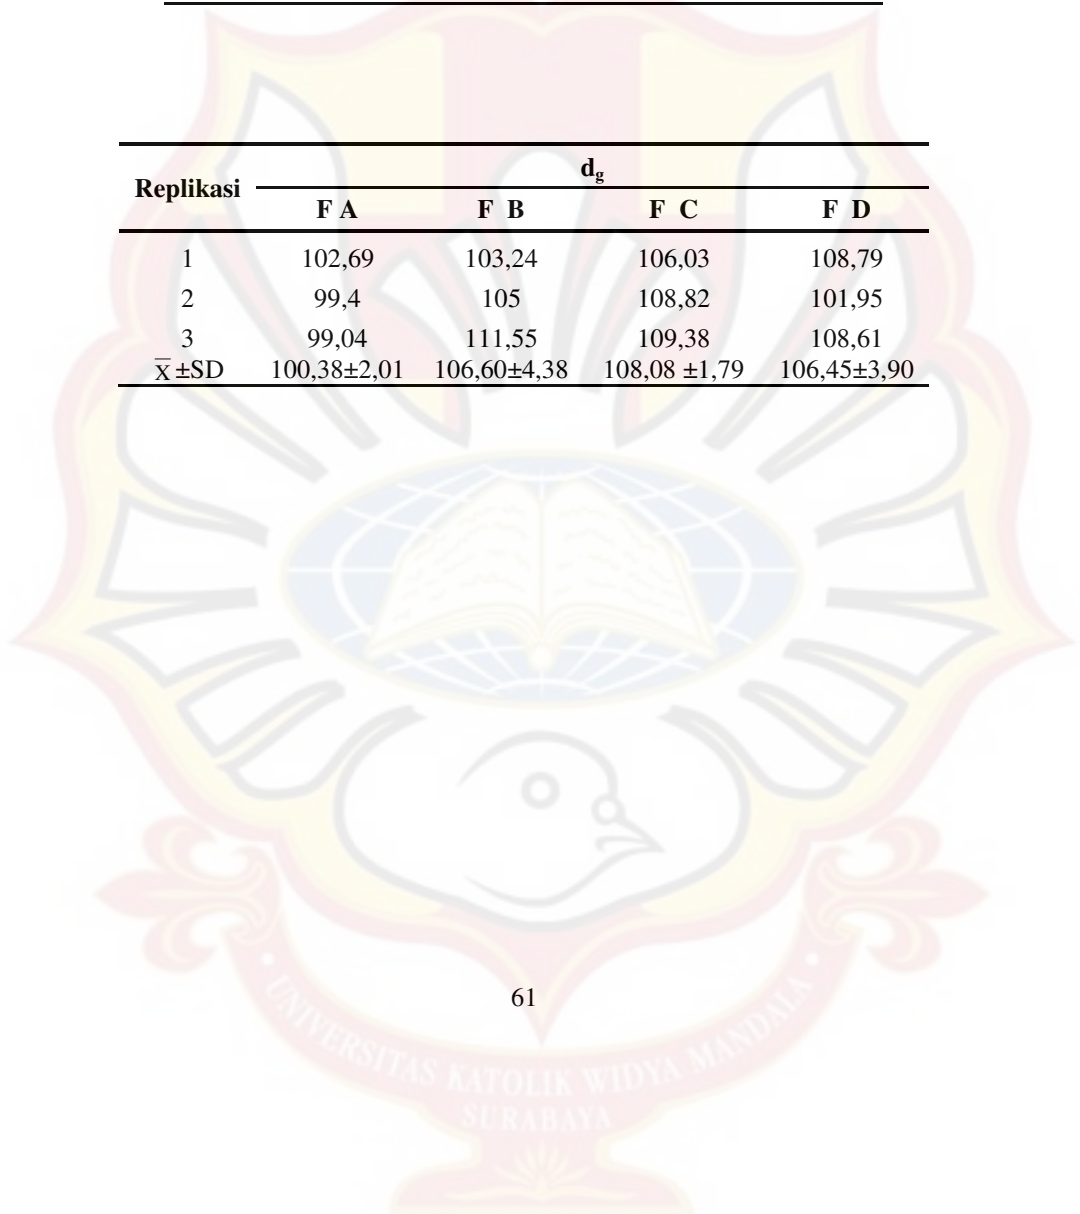 d_g
Replikasi
F A F B F C F D
1 102,69 103,24 106,03 108,79
2 99,4 105 108,82 101,95
3 99,04 111,55 109,38 108,61
x̅ ±SD 100,38±2,01 106,60±4,38 108,08 ±1,79 106,45±3,90
61
UNIVERSITAS KATOLIK WIDYA MANDALA
SURABAYA